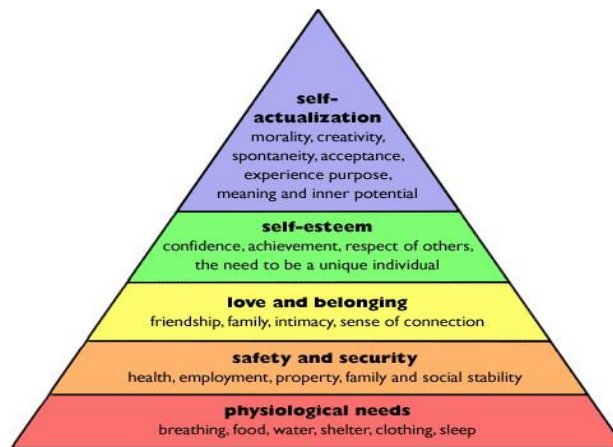 self-
actualization
morality, creativity,
spontaneity, acceptance,
experience purpose,
meaning and inner potential
self-esteem
confidence, achievement, respect of others,
the need to be a unique individual
love and belonging
friendship, family, intimacy, sense of connection
safety and security
health, employment, property, family and social stability
physiological needs
breathing, food, water, shelter, clothing, sleep